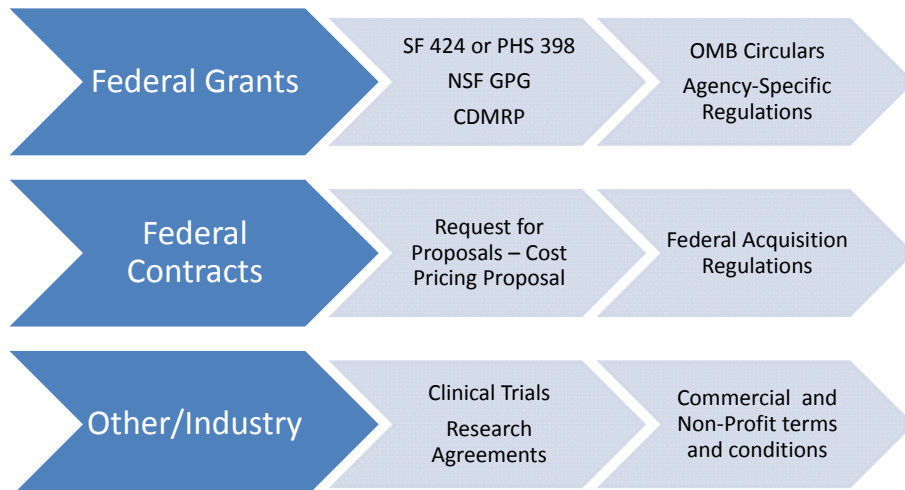 Federal Grants
SF 424 or PHS 398
NSF GPG
CDMRP
OMB Circulars
Agency-Specific
Regulations
Federal
Contracts
Request for
Proposals – Cost
Pricing Proposal
Federal Acquisition
Regulations
Other/Industry
Clinical Trials
Research
Agreements
Commercial and
Non-Profit terms
and conditions